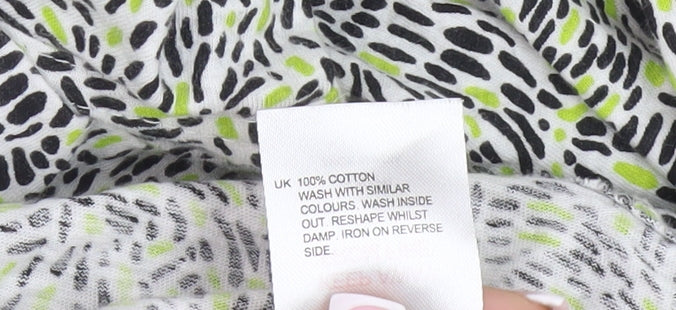 UK 100% COTTON
WASH WITH SIMILAR
COLOURS. WASH INSIDE
OUT. RESHAPE WHILST
DAMP. IRON ON REVERSE
SIDE.